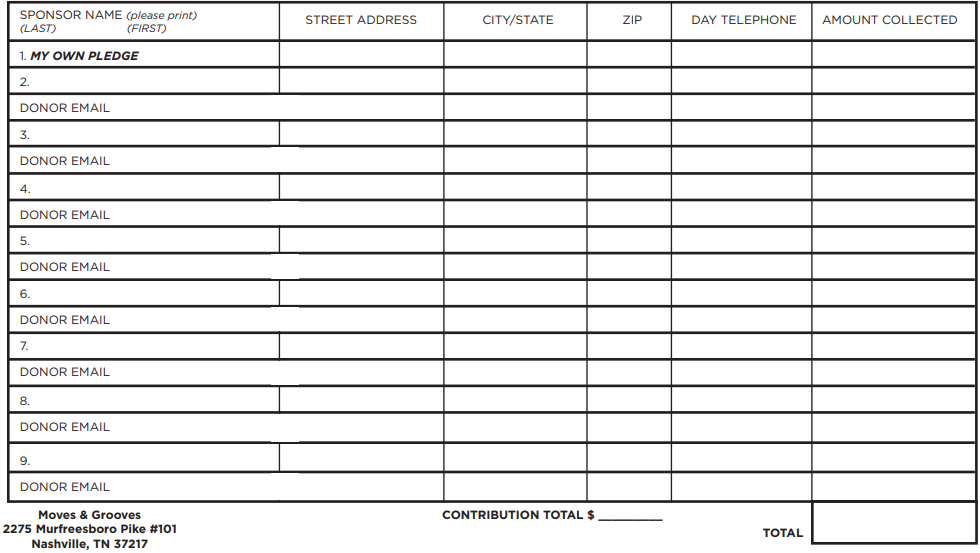 SPONSOR NAME (please print) STREET ADDRESS CITY/STATE ZIP DAY TELEPHONE AMOUNT COLLECTED
(LAST) (FIRST)
1. MY OWN PLEDGE
2.
DONOR EMAIL
3.
DONOR EMAIL
4.
DONOR EMAIL
5.
DONOR EMAIL
6.
DONOR EMAIL
7.
DONOR EMAIL
8.
DONOR EMAIL
9.
DONOR EMAIL
Moves & Grooves
2275 Murfreesboro Pike #101
Nashville, TN 37217
CONTRIBUTION TOTAL $ _________
TOTAL